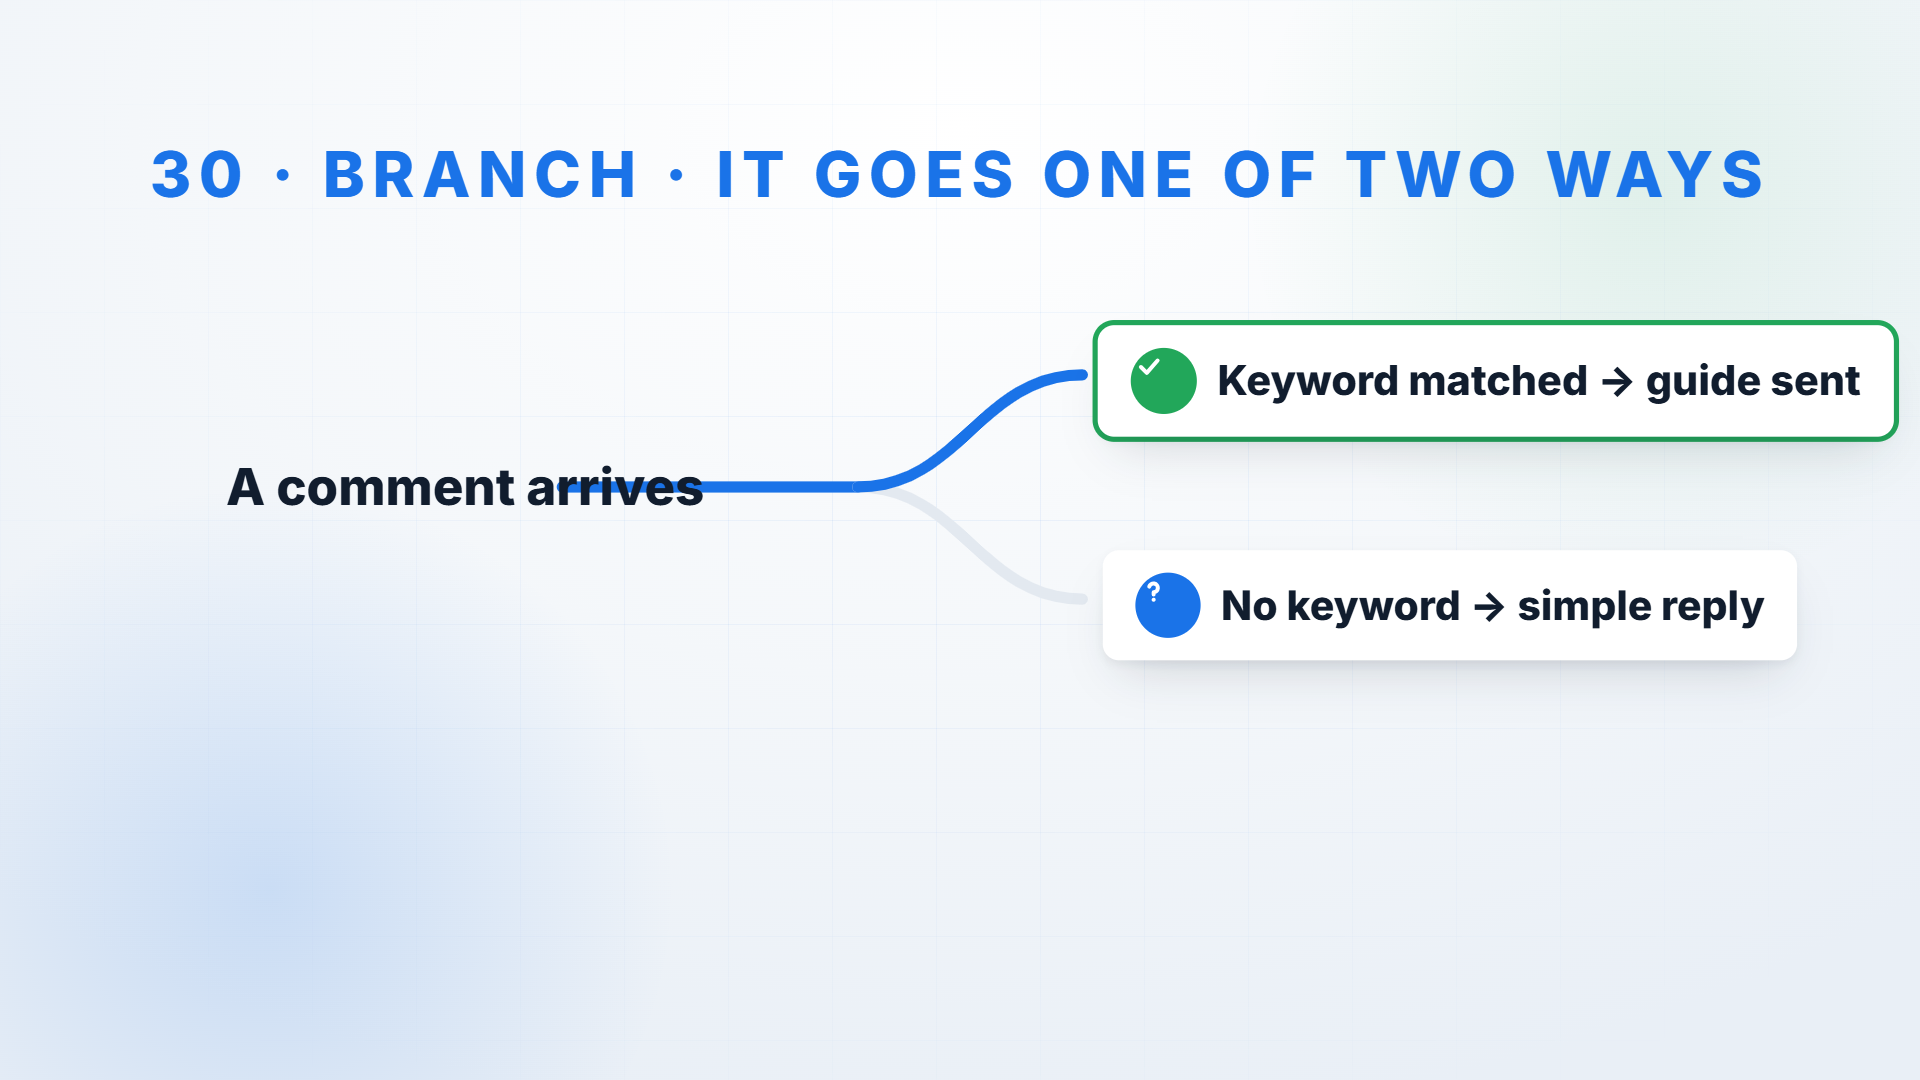 30 · BRANCH · IT GOES ONE OF TWO WAYS
Keyword matched → guide sent
A comment arrives
? No keyword → simple reply